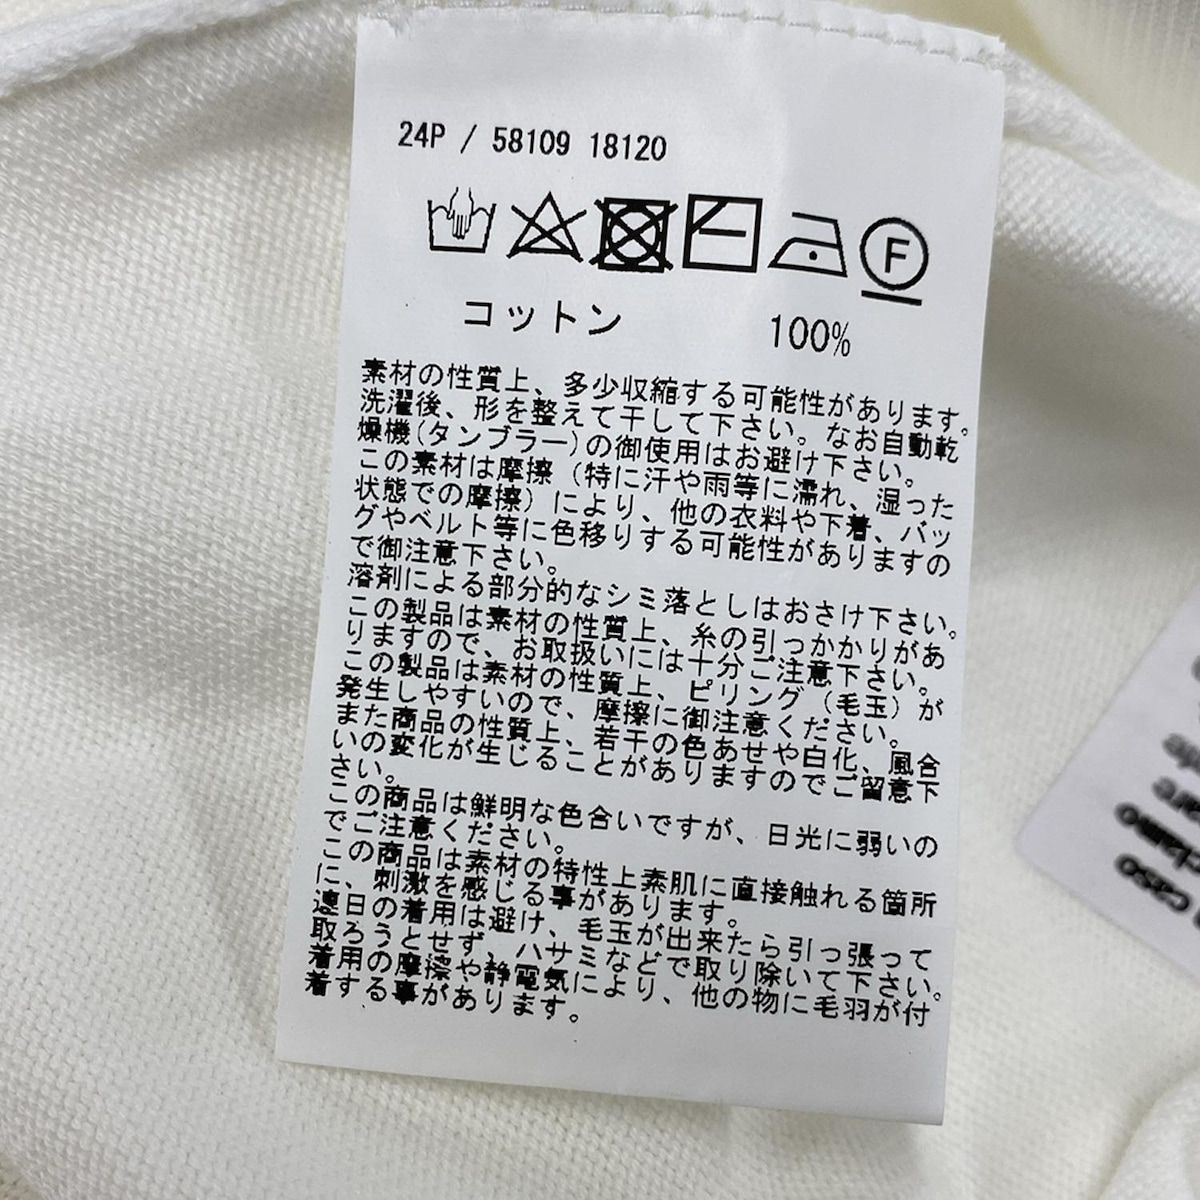 24P / 58109 18120
F
コットン 100%
素材の性質上、多少収縮する可能性があります。
洗濯後、形を整えて干して下さい。なお自動乾
燥機(タンブラー)の御使用はお避け下さい。
この素材は摩擦（特に汗や雨等に濡れ、湿った
状態での摩擦）により、他の衣料や下着、バッ
グやベルト等に色移りする可能性がありますの
で御注意下さい。
溶剤による部分的なシミ落としはおさけ下さい。
この製品は素材の性質上、糸の引っかかりがあ
りますので、お取扱いには十分ご注意下さい。
この製品は素材の性質上、ピリング（毛玉）が
発生しやすいので、摩擦に御注意ください。
また商品の性質上、若干の色あせや白化、風合
いの変化が生じることがありますのでご留意下
さい。
この商品は鮮明な色合いですが、日光に弱いの
でご注意ください。
この商品は素材の特性上素肌に直接触れる箇所
に、刺激を感じる事があります。
連日の着用は避け、毛玉が出来たら引っ張って
取ろうとせず、ハサミなどで取り除いて下さい。
着用の摩擦や静電気により、他の物に毛羽が付
着する事があります。